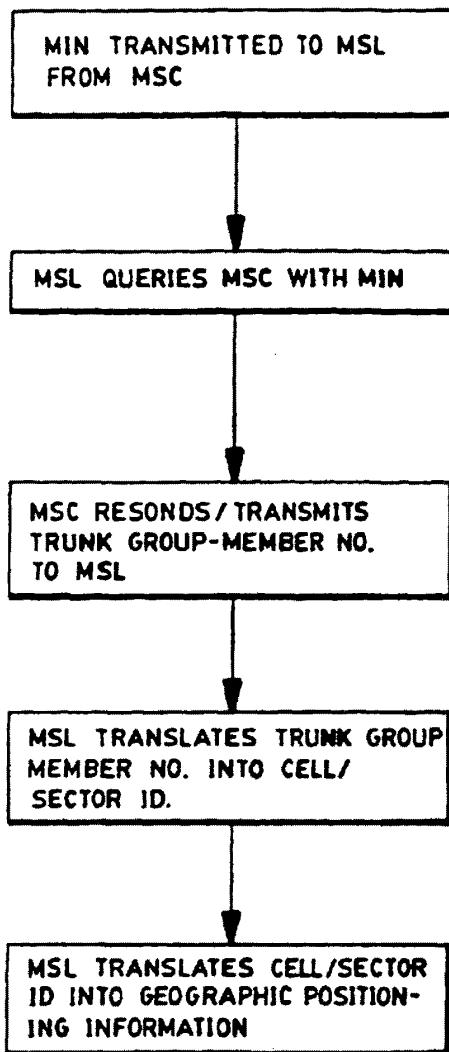 MIN TRANSMITTED TO MSL
FROM MSC
MSL QUERIES MSC WITH MIN
MSC RESONDS/TRANSMITS
TRUNK GROUP-MEMBER NO.
TO MSL
MSL TRANSLATES TRUNK GROUP
MEMBER NO. INTO CELL/
SECTOR ID.
MSL TRANSLATES CELL/SECTOR
ID INTO GEOGRAPHIC POSITION-
ING INFORMATION